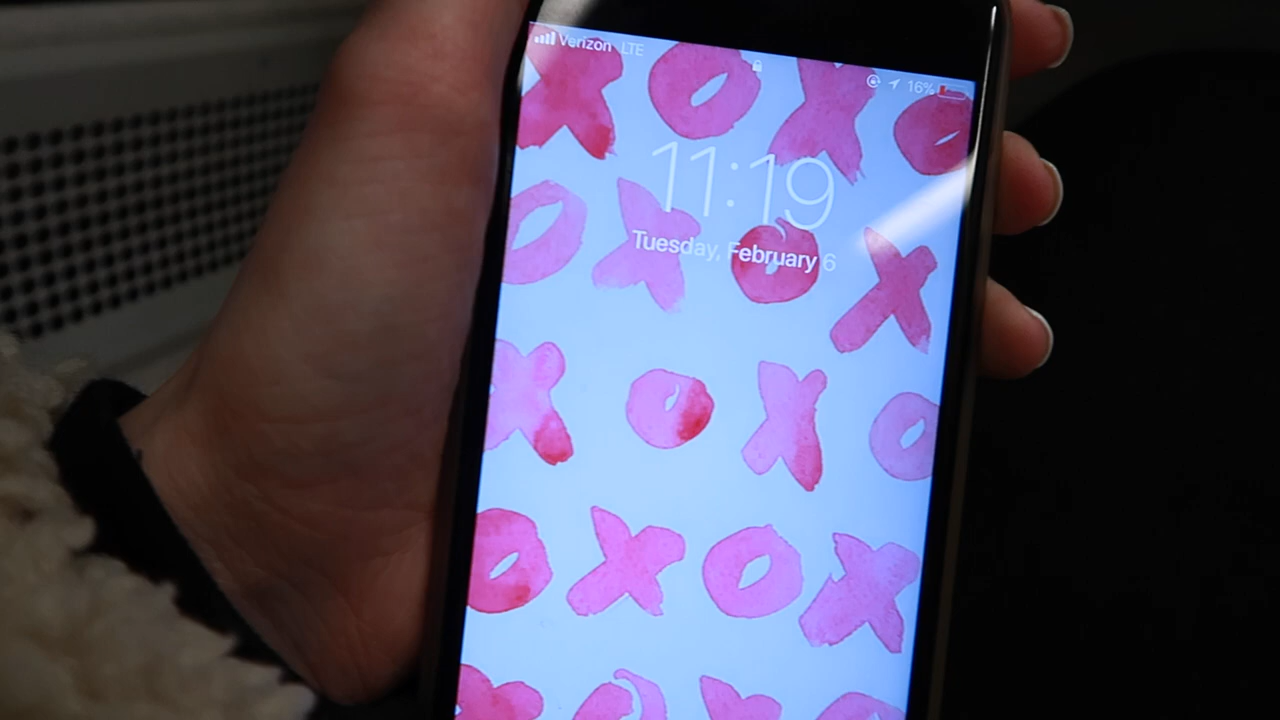 Verizon LTE
16%
11:19
Tuesday, February 6
X O X O
O X O X
X O X O
O X O X
X O X O